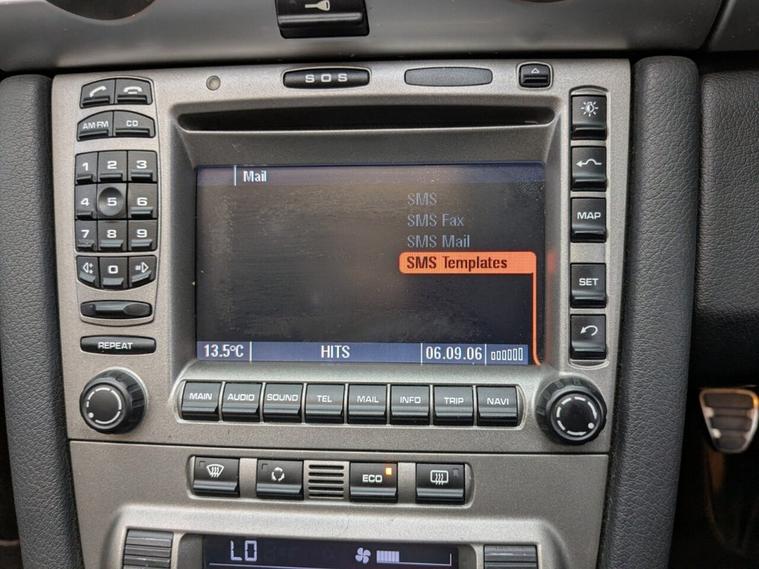 SOS
AM FM CD
1 2 3
4 5 6
7 8 9
0
REPEAT
Mail
SMS
SMS Fax
SMS Mail
SMS Templates
13.5°C HITS 06.09.06
MAP
SET
MAIN AUDIO SOUND TEL MAIL INFO TRIP NAVI
ECO
LO